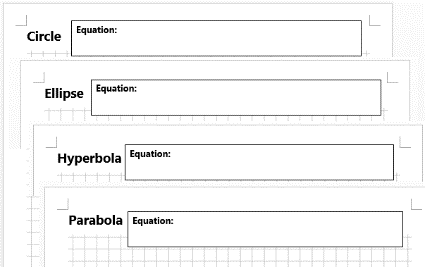 Circle Equation:
Ellipse Equation:
Hyperbola Equation:
Parabola Equation: